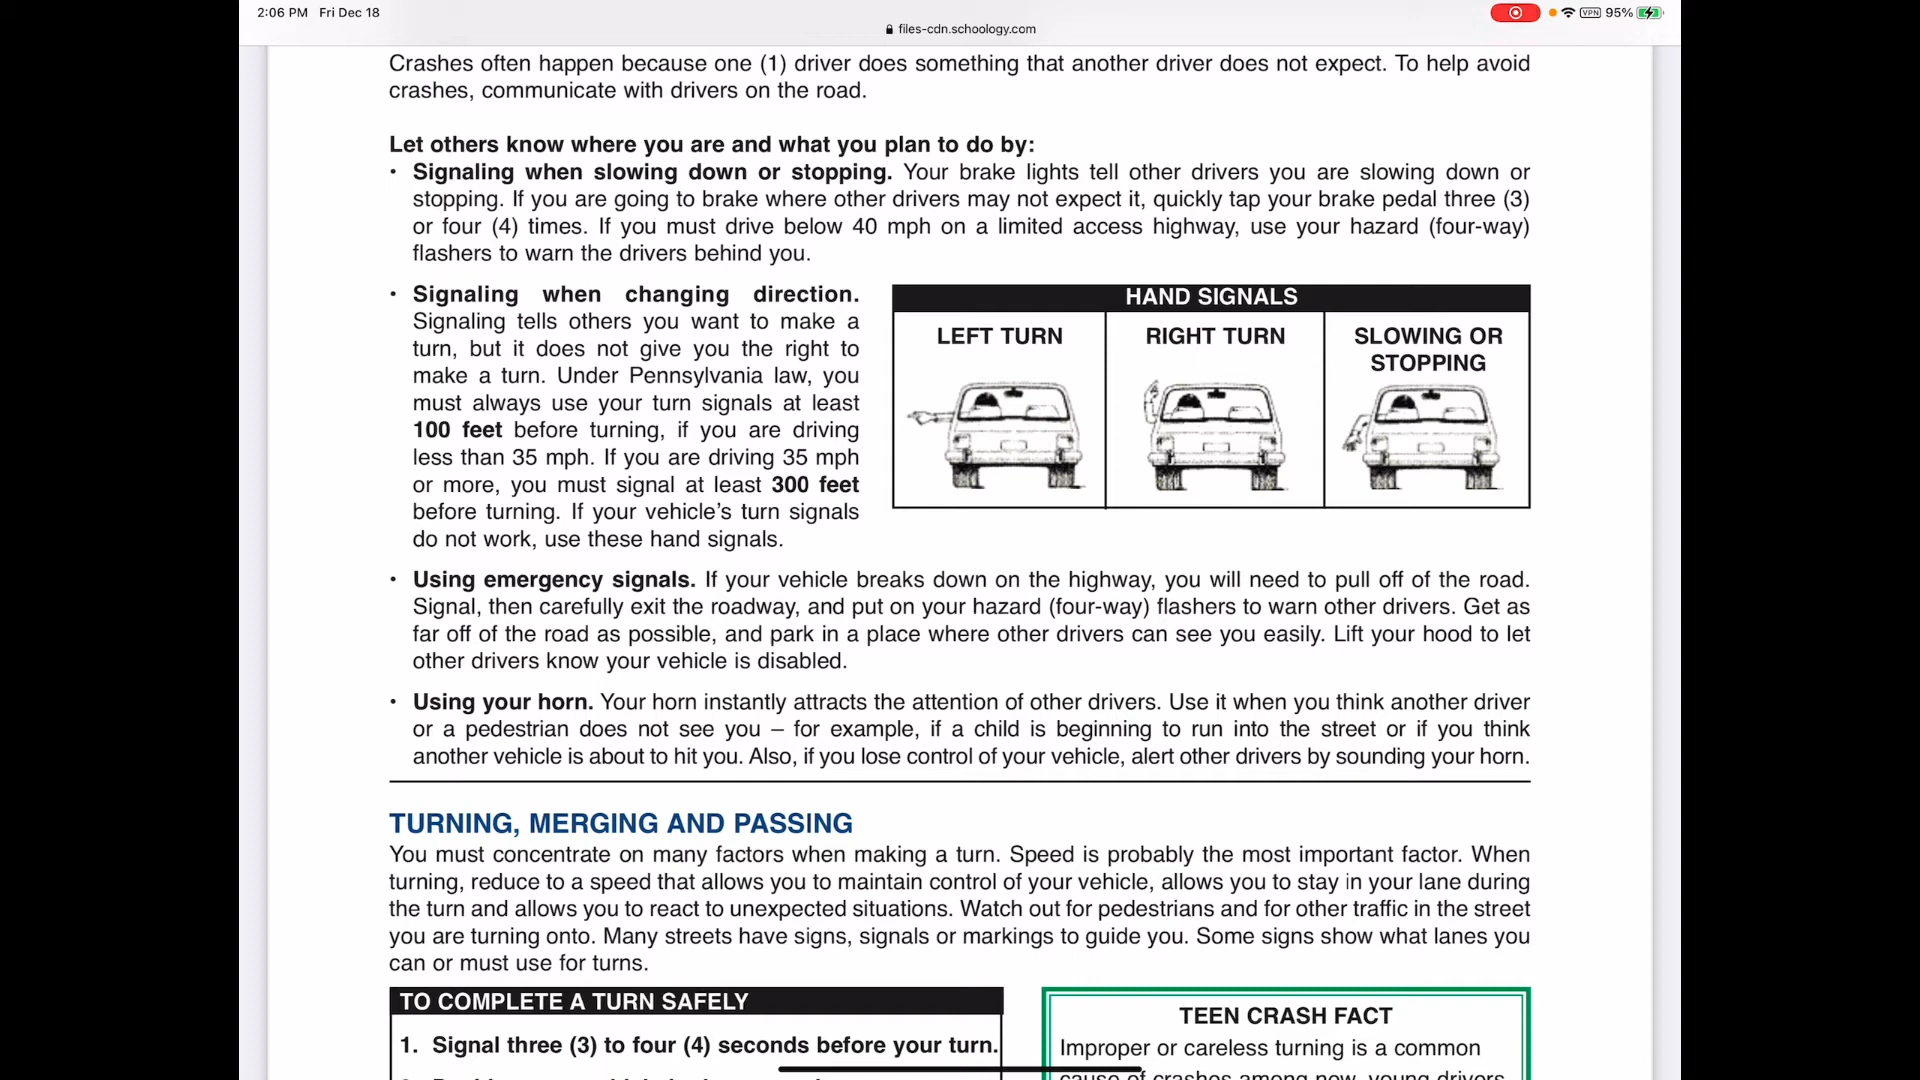 2:06 PM Fri Dec 18
VPN 95%
files-cdn.schoology.com
Crashes often happen because one (1) driver does something that another driver does not expect. To help avoid
crashes, communicate with drivers on the road.
Let others know where you are and what you plan to do by:
• Signaling when slowing down or stopping. Your brake lights tell other drivers you are slowing down or
stopping. If you are going to brake where other drivers may not expect it, quickly tap your brake pedal three (3)
or four (4) times. If you must drive below 40 mph on a limited access highway, use your hazard (four-way)
flashers to warn the drivers behind you.
• Signaling when changing direction.
Signaling tells others you want to make a
turn, but it does not give you the right to
make a turn. Under Pennsylvania law, you
must always use your turn signals at least
100 feet before turning, if you are driving
less than 35 mph. If you are driving 35 mph
or more, you must signal at least 300 feet
before turning. If your vehicle’s turn signals
do not work, use these hand signals.
HAND SIGNALS
LEFT TURN
RIGHT TURN
SLOWING OR
STOPPING
• Using emergency signals. If your vehicle breaks down on the highway, you will need to pull off of the road.
Signal, then carefully exit the roadway, and put on your hazard (four-way) flashers to warn other drivers. Get as
far off of the road as possible, and park in a place where other drivers can see you easily. Lift your hood to let
other drivers know your vehicle is disabled.
• Using your horn. Your horn instantly attracts the attention of other drivers. Use it when you think another driver
or a pedestrian does not see you – for example, if a child is beginning to run into the street or if you think
another vehicle is about to hit you. Also, if you lose control of your vehicle, alert other drivers by sounding your horn.
TURNING, MERGING AND PASSING
You must concentrate on many factors when making a turn. Speed is probably the most important factor. When
turning, reduce to a speed that allows you to maintain control of your vehicle, allows you to stay in your lane during
the turn and allows you to react to unexpected situations. Watch out for pedestrians and for other traffic in the street
you are turning onto. Many streets have signs, signals or markings to guide you. Some signs show what lanes you
can or must use for turns.
TO COMPLETE A TURN SAFELY
1. Signal three (3) to four (4) seconds before your turn.
TEEN CRASH FACT
Improper or careless turning is a common
cause of crashes among new, young drivers